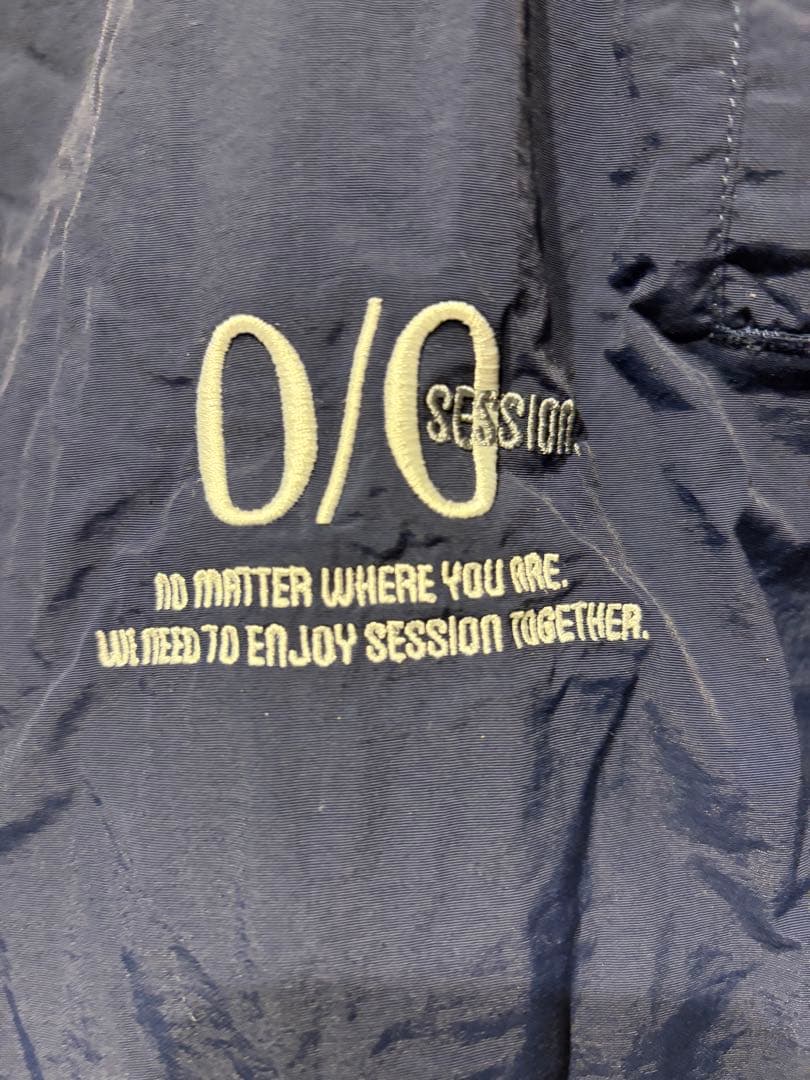 O/O
SESSION.
NO MATTER WHERE YOU ARE.
WE NEED TO ENJOY SESSION TOGETHER.